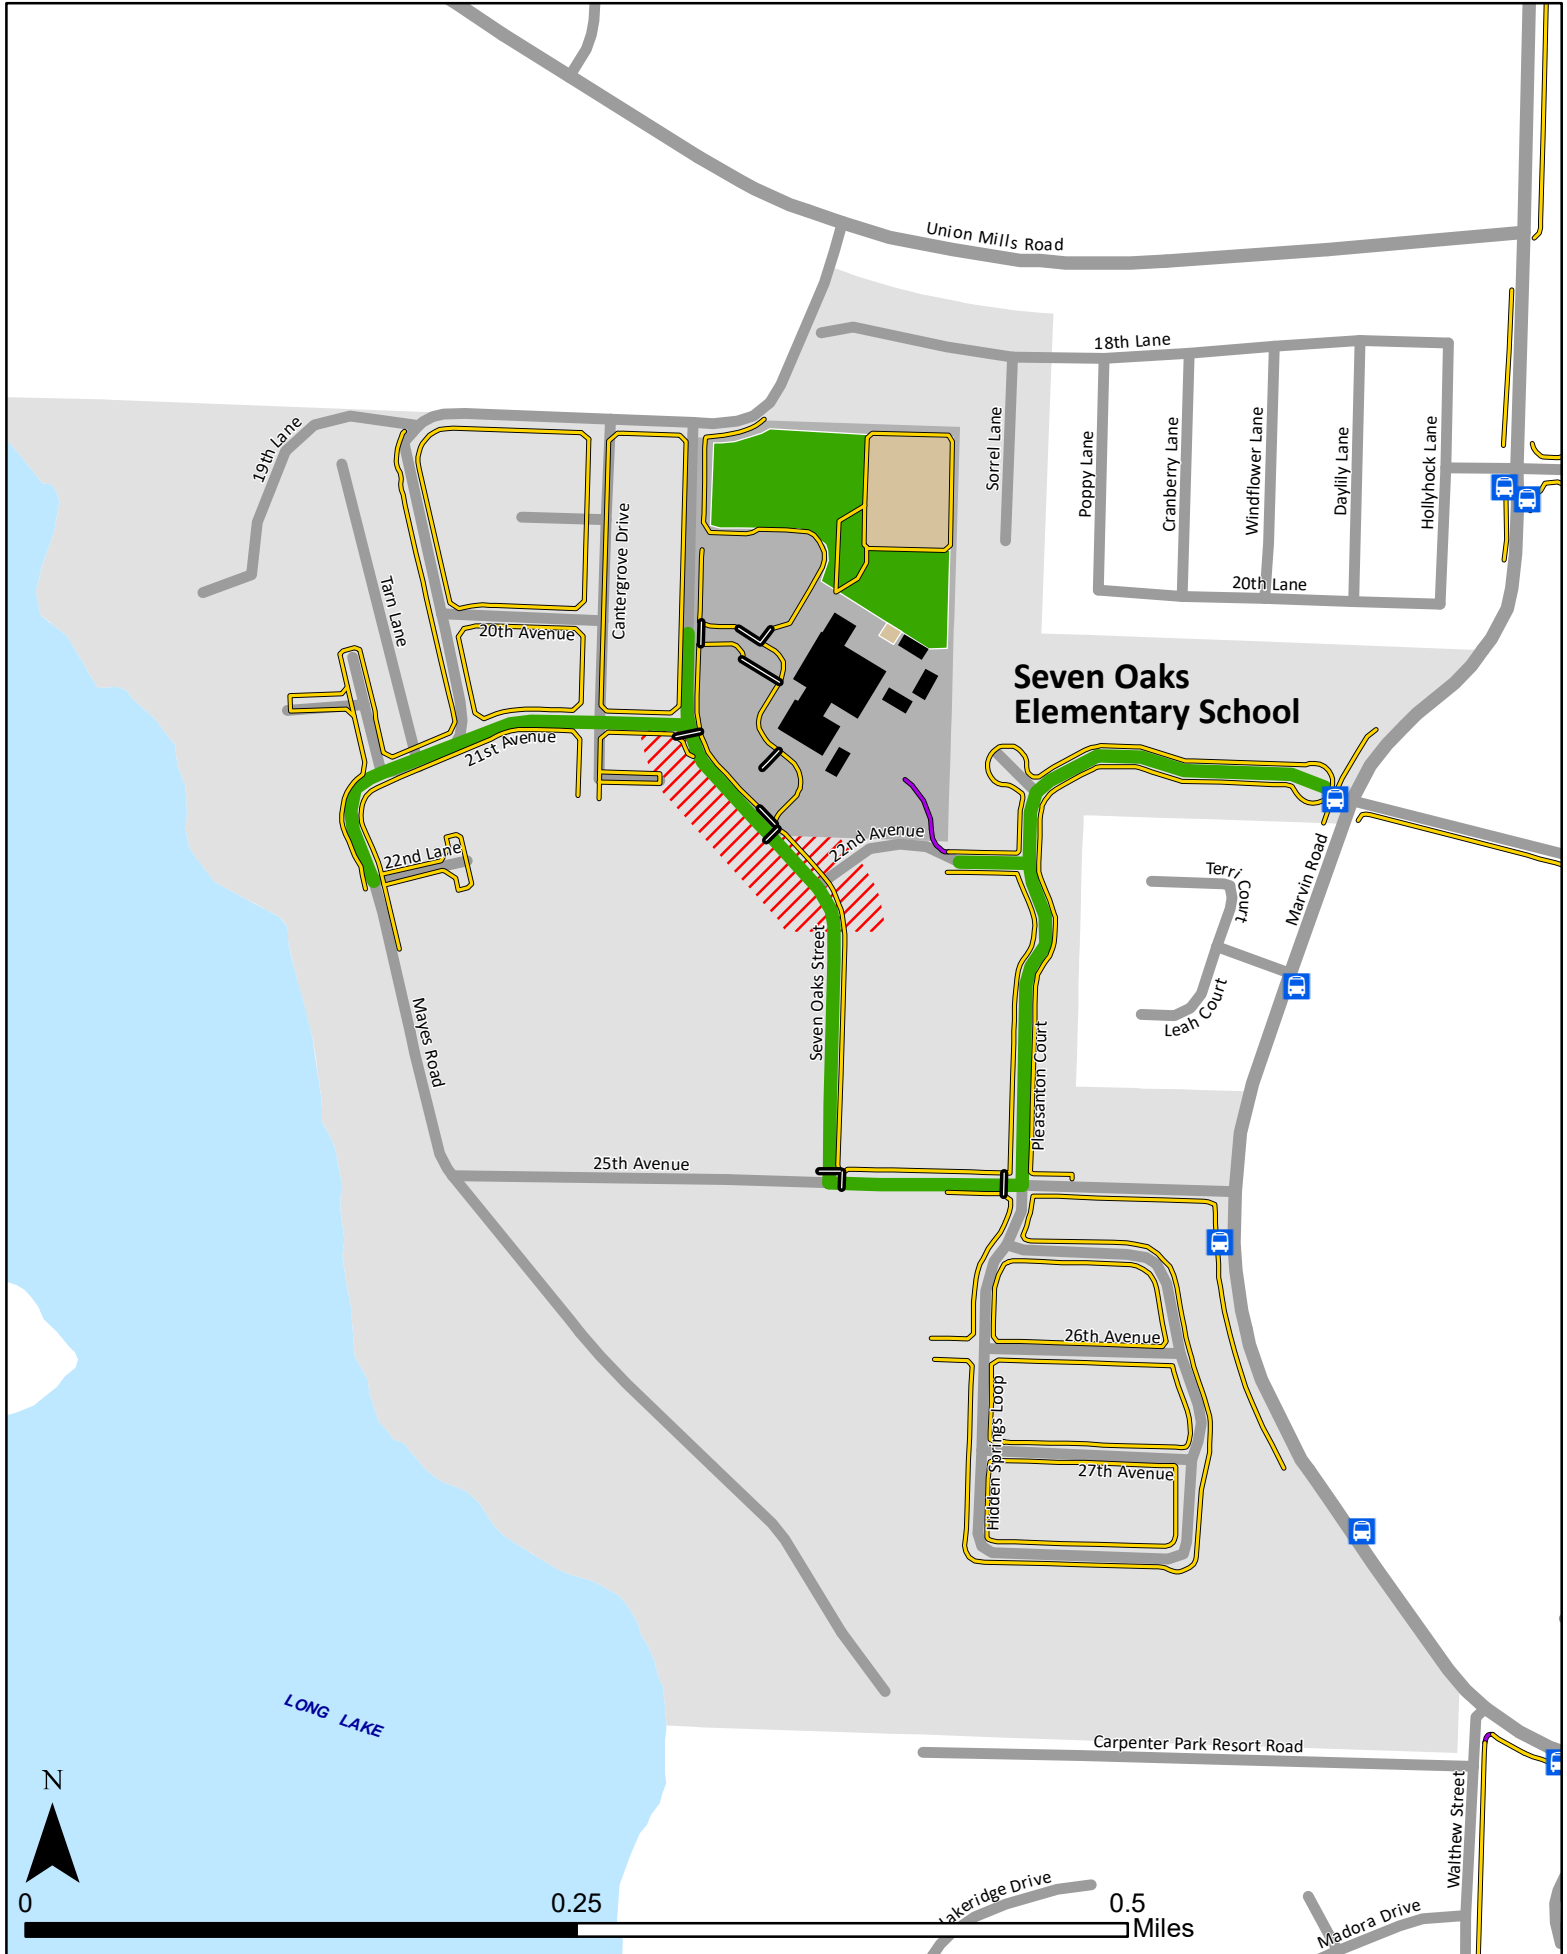 Union Mills Road
18th Lane
19th Lane
Sorrel Lane
Poppy Lane
Cranberry Lane
Windflower Lane
Daylily Lane
Hollyhock Lane
Cantergrove Drive
Tarn Lane
20th Lane
20th Avenue
Seven Oaks
Elementary School
21st Avenue
22nd Avenue
22nd Lane
Terri Court
Marvin Road
Seven Oaks Street
Leah Court
Mayes Road
Pleasanton Court
25th Avenue
26th Avenue
Hidden Springs Loop
27th Avenue
LONG LAKE
Carpenter Park Resort Road
N
Walthew Street
Lakeridge Drive
Madora Drive
0 0.25 0.5
Miles